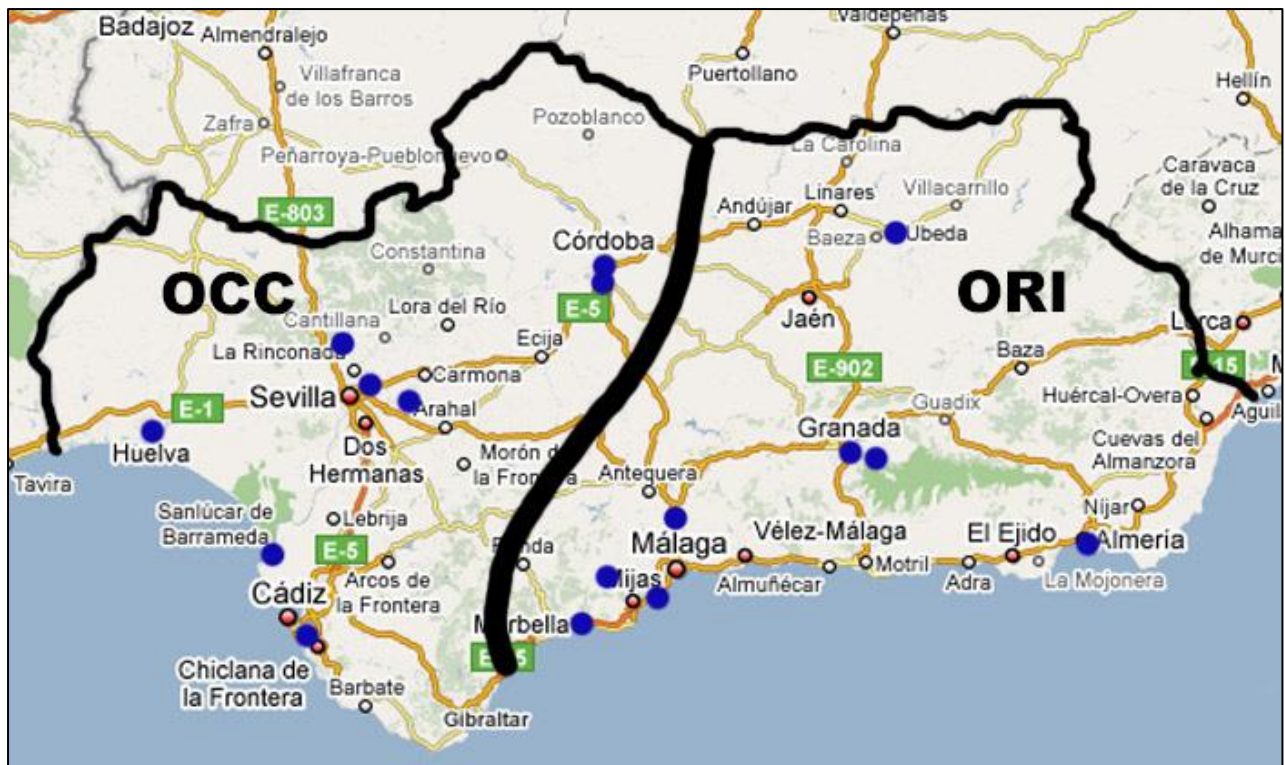 Badajoz
Almendralejo
Valdepeñas
Villafranca
de los Barros
Puertollano
Hellín
Zafra
Pozoblanco
Peñarroya-Pueblonuevo
La Carolina
Caravaca
de la Cruz
E-803
Linares
Villacarrillo
Andújar
Alhama
de Murci
Córdoba
Baeza
Úbeda
Constantina
OCC
ORI
E-5
Jaén
Lora del Río
Cantillana
Lorca
La Rinconada
Ecija
Baza
E-902
15
Carmona
Sevilla
Huércal-Overa
E-1
Arahal
Guadix
Aguil
Huelva
Dos
Hermanas
Granada
Cuevas del
Almanzora
Morón d
la Frontera
Antequera
Tavira
Sanlúcar de
Barrameda
Lebrija
Níjar
E-5
Vélez-Málaga
El Ejido
Málaga
Almería
Arcos de
la Frontera
Cádiz
Mijas
Almuñécar
Motril
Adra
La Mojonera
Marbella
Chiclana de
la Frontera
Barbate
Gibraltar